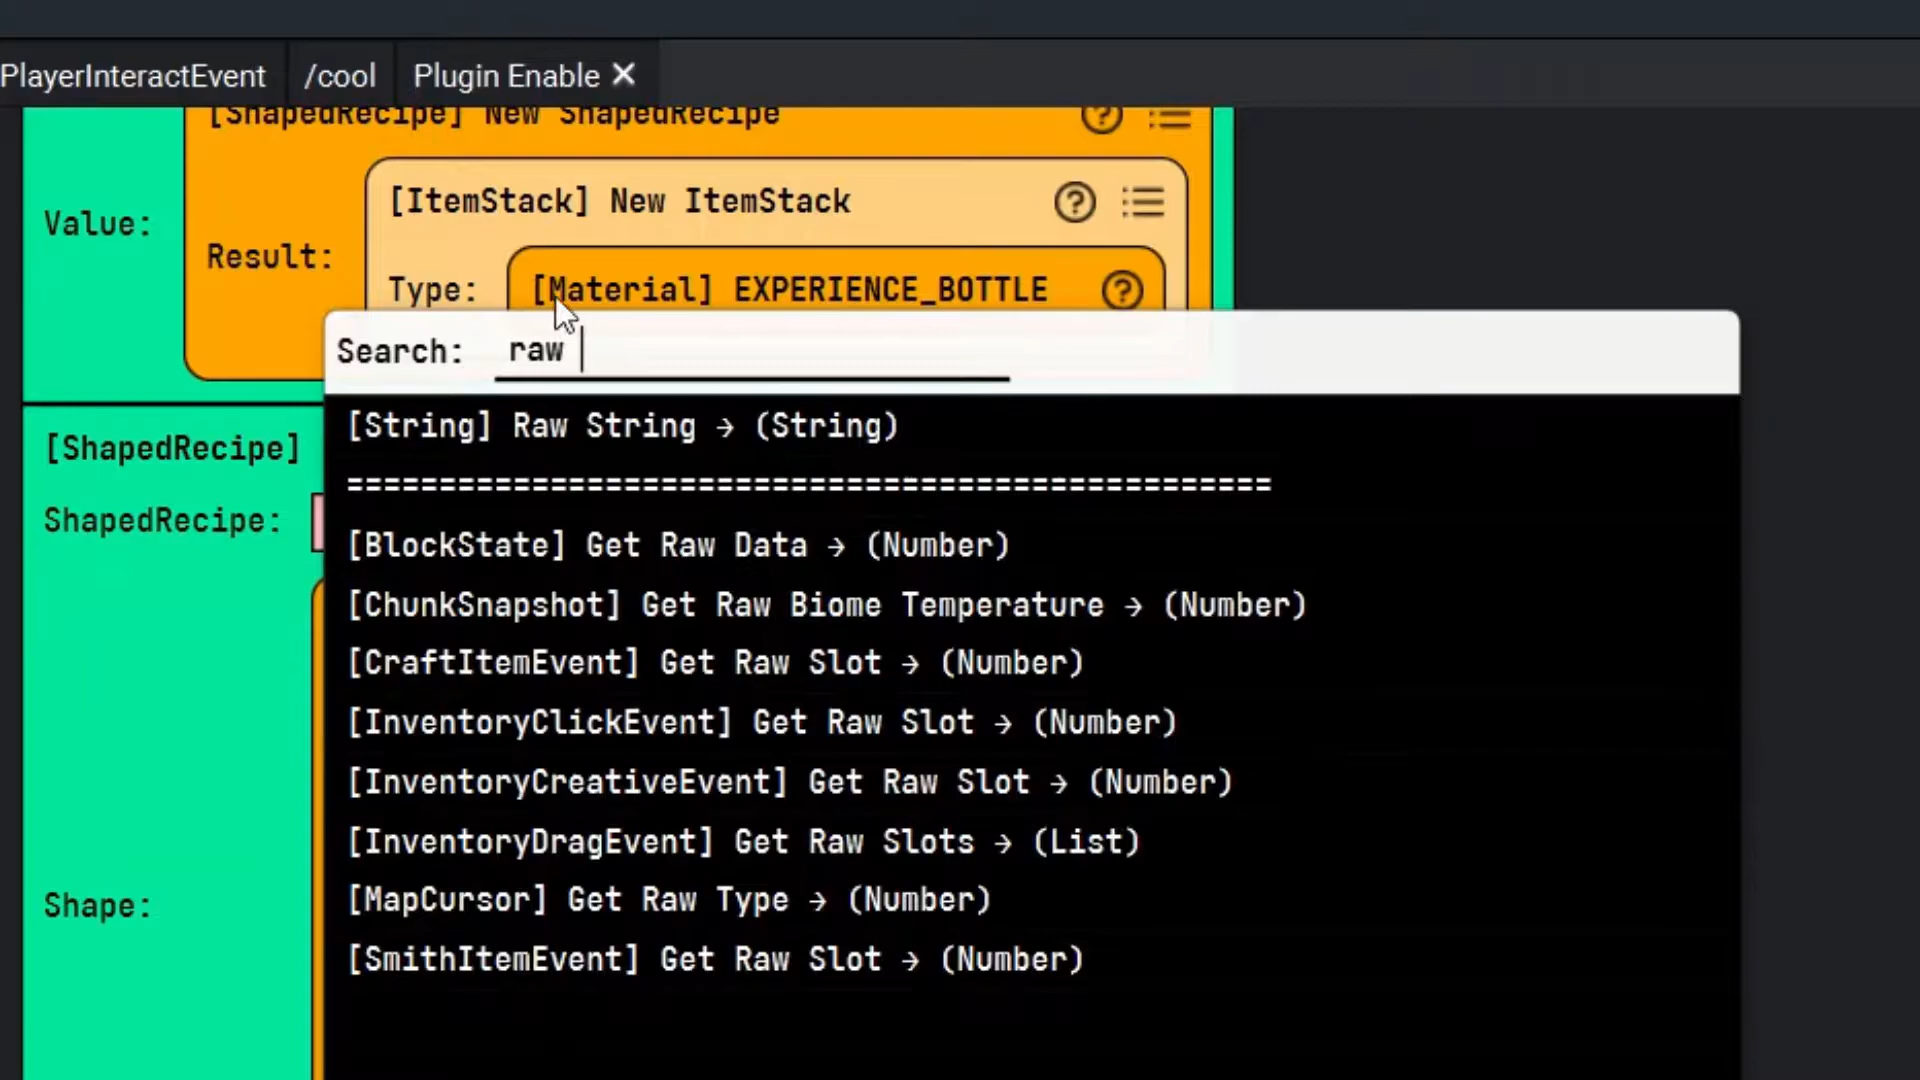 PlayerInteractEvent /cool Plugin Enable ✕
[ShapedRecipe] New ShapedRecipe ?
[ItemStack] New ItemStack ?
Value:
Result:
Type: [Material] EXPERIENCE_BOTTLE ?
Search: raw
[String] Raw String → (String)
==================================================
[ShapedRecipe]
ShapedRecipe:
[BlockState] Get Raw Data → (Number)
[ChunkSnapshot] Get Raw Biome Temperature → (Number)
[CraftItemEvent] Get Raw Slot → (Number)
[InventoryClickEvent] Get Raw Slot → (Number)
[InventoryCreativeEvent] Get Raw Slot → (Number)
[InventoryDragEvent] Get Raw Slots → (List)
Shape:
[MapCursor] Get Raw Type → (Number)
[SmithItemEvent] Get Raw Slot → (Number)